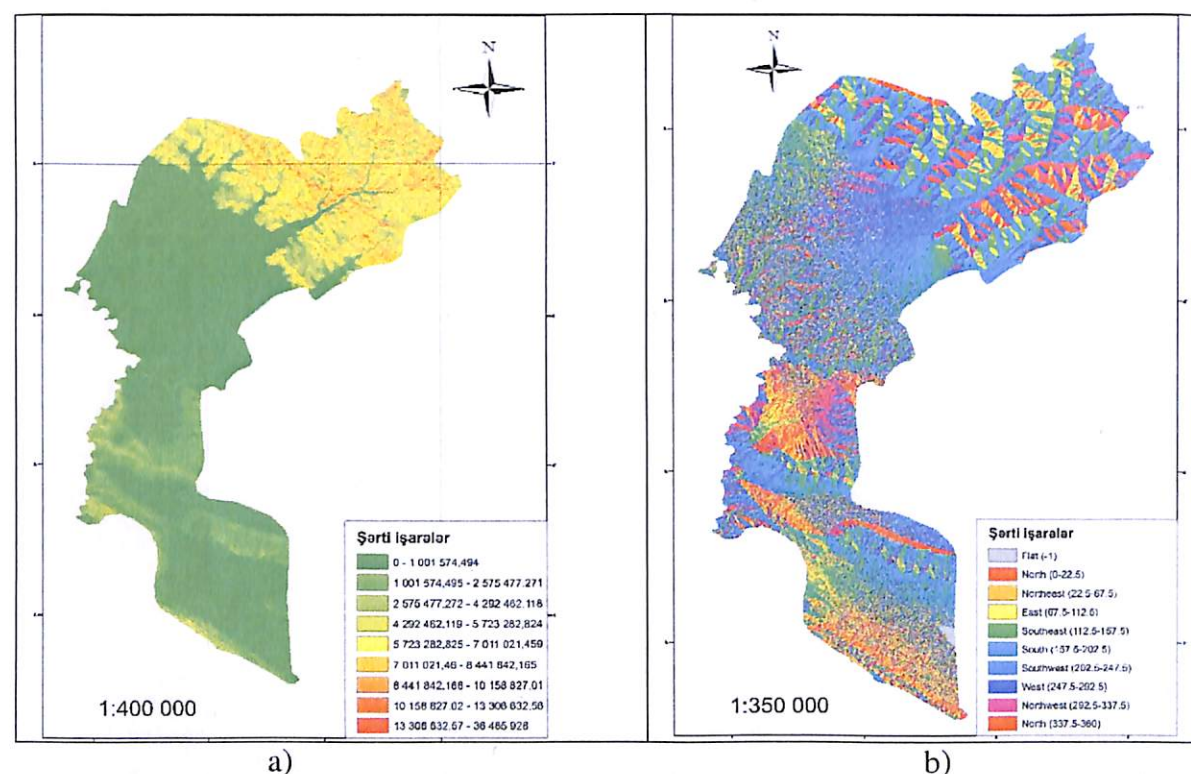 N
Şərti işarələr
0 - 1 001 574,494
1 001 574,495 - 2 575 477,271
2 575 477,272 - 4 292 462,118
4 292 462,119 - 5 723 282,824
5 723 282,825 - 7 011 021,459
7 011 021,46 - 8 441 842,165
8 441 842,166 - 10 158 827,01
10 158 827,02 - 13 306 632,56
13 306 632,57 - 36 485 928
1:400 000
a)
N
Şərti işarələr
Flat (-1)
North (0-22.5)
Northeast (22.5-67.5)
East (67.5-112.5)
Southeast (112.5-157.5)
South (157.5-202.5)
Southwest (202.5-247.5)
West (247.5-292.5)
Northwest (292.5-337.5)
North (337.5-360)
1:350 000
b)